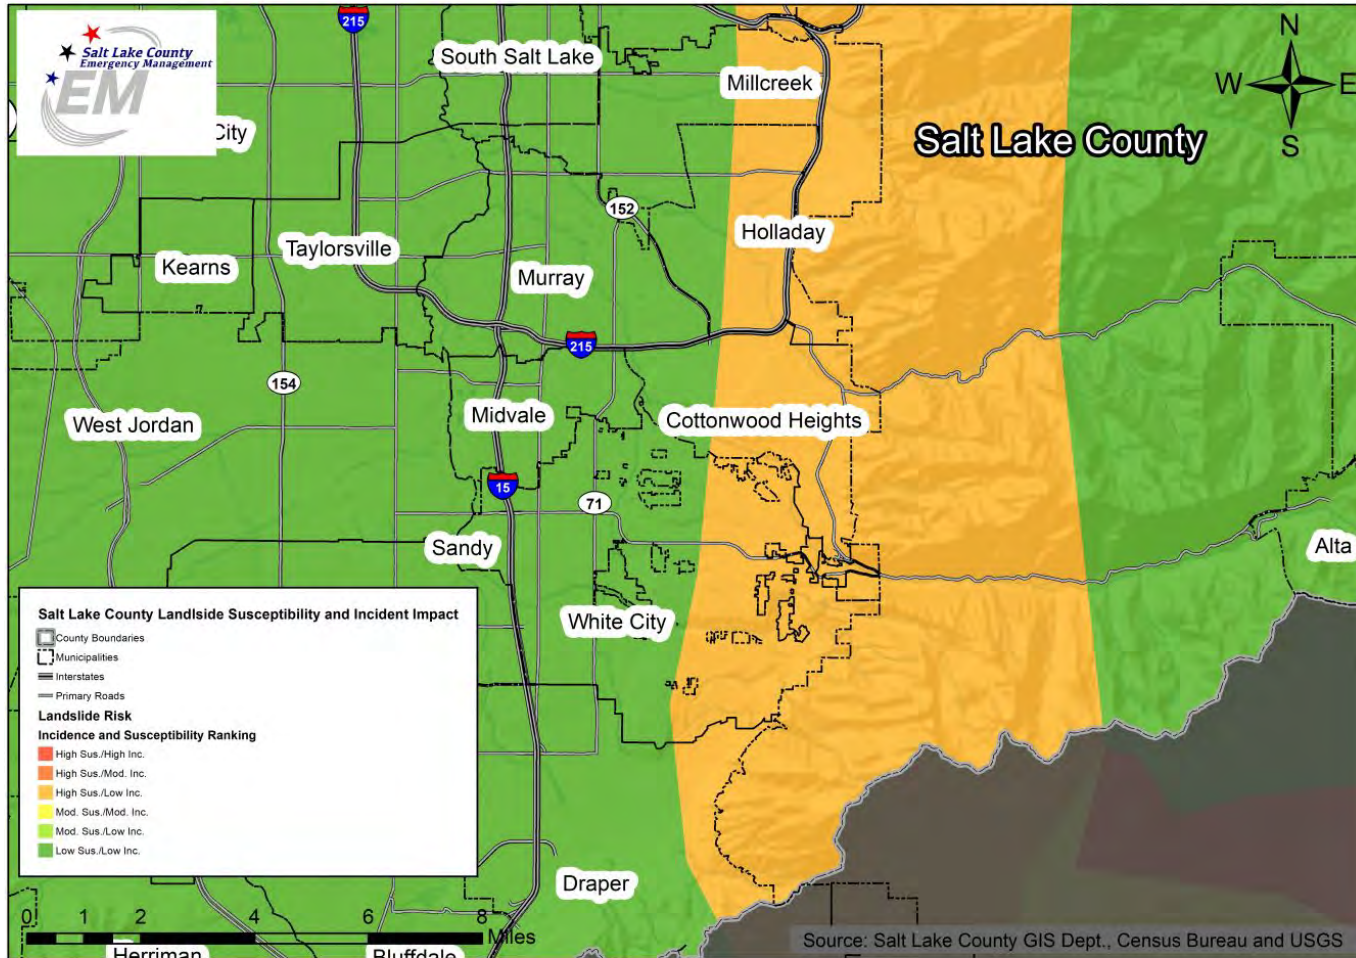 Salt Lake County
Emergency Management
EM
215
South Salt Lake
Millcreek
N
W
E
S
City
Salt Lake County
152
Holladay
Taylorsville
Kearns
Murray
215
154
Midvale
West Jordan
Cottonwood Heights
15
71
Sandy
Alta
White City
Salt Lake County Landslide Susceptibility and Incident Impact
County Boundaries
Municipalities
Interstates
Primary Roads
Landslide Risk
Incidence and Susceptibility Ranking
High Sus./High Inc.
High Sus./Mod. Inc.
High Sus./Low Inc.
Mod. Sus./Mod. Inc.
Mod. Sus./Low Inc.
Low Sus./Low Inc.
Draper
0 1 2 4 6 8
Miles
Herriman
Bluffdale
Source: Salt Lake County GIS Dept., Census Bureau and USGS